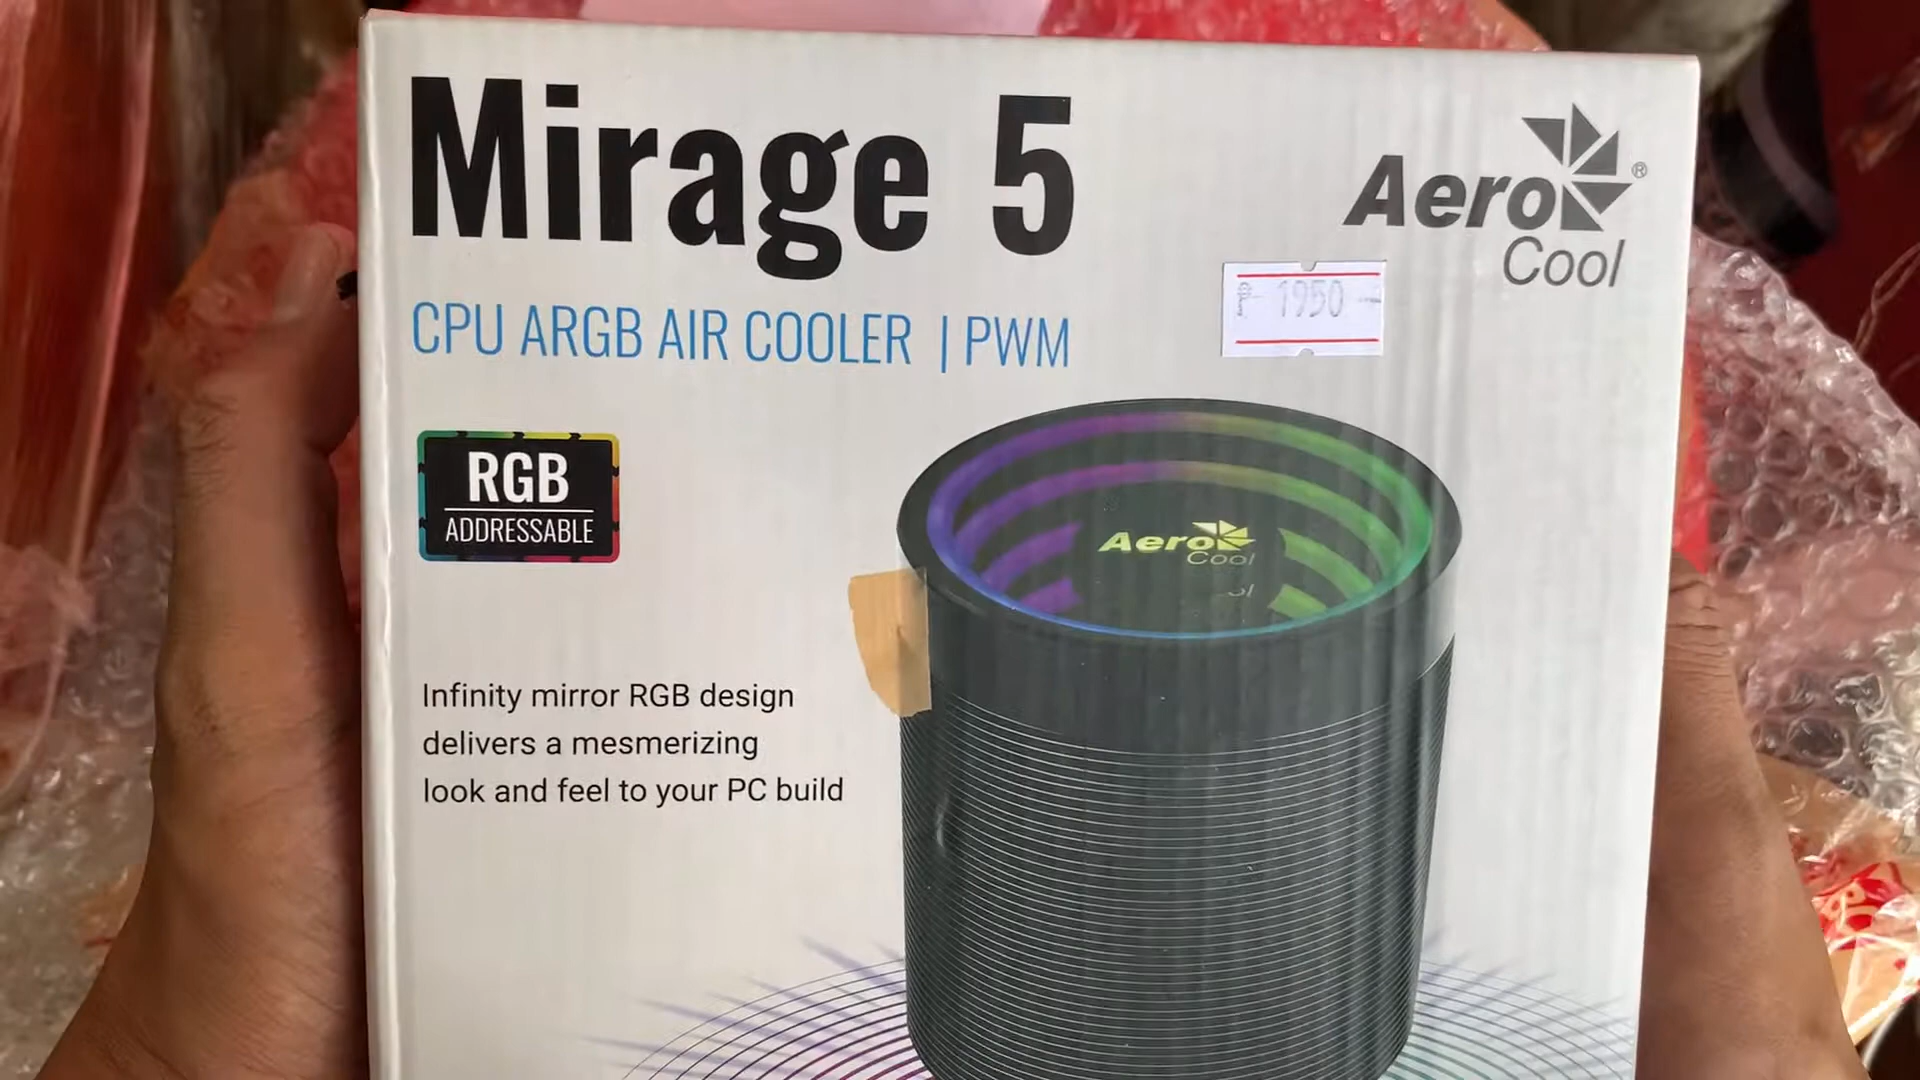 Mirage 5
Aero
Cool
®
CPU ARGB AIR COOLER | PWM
₱ 1950
RGB
ADDRESSABLE
Aero
Cool
Infinity mirror RGB design
delivers a mesmerizing
look and feel to your PC build